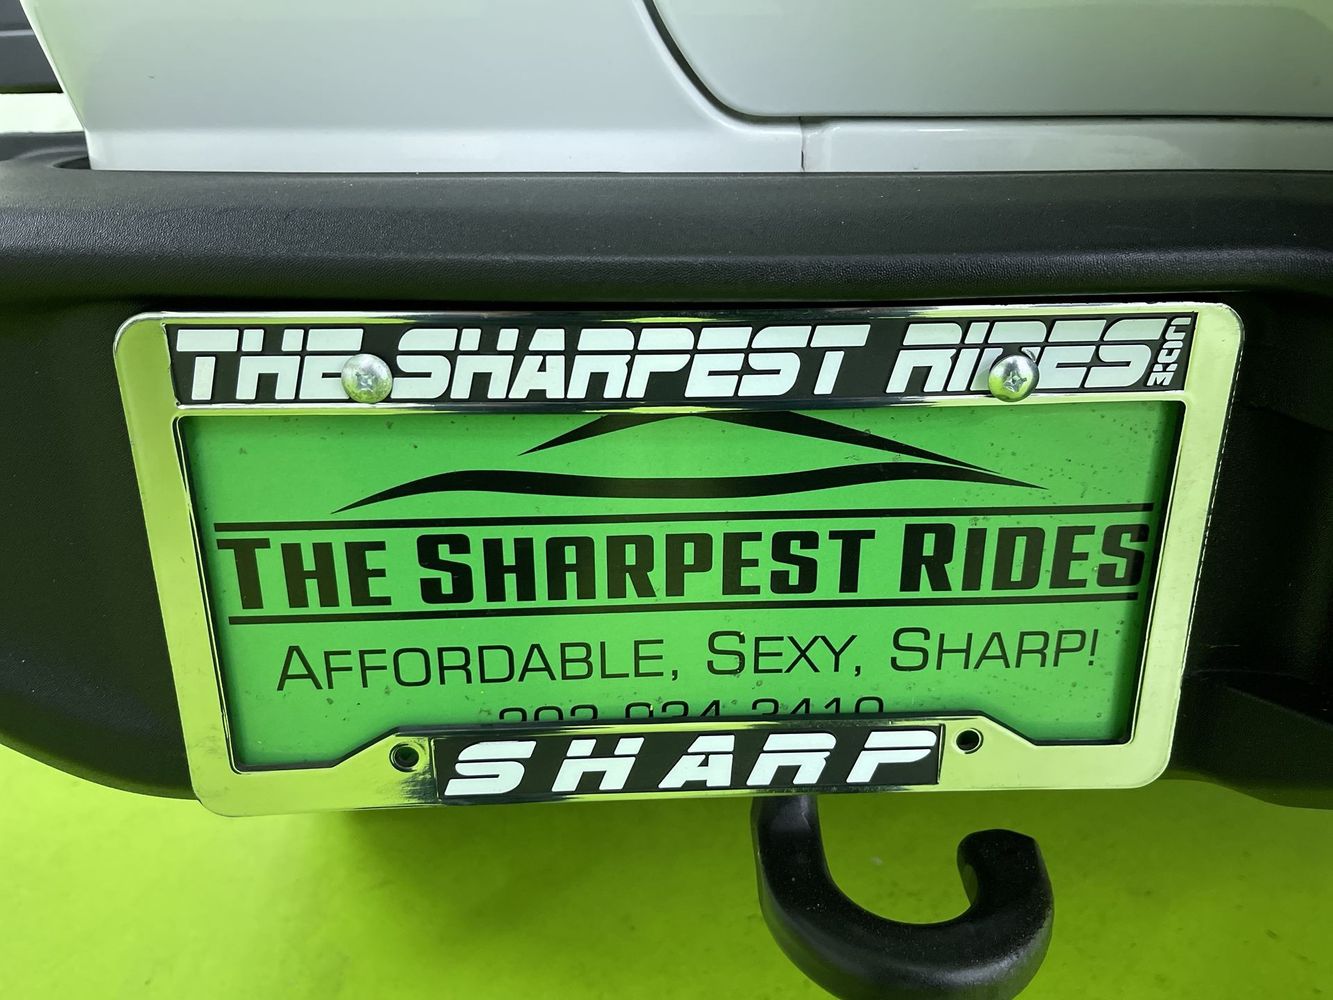 THE SHARPEST RIDES.COM
THE SHARPEST RIDES
AFFORDABLE, SEXY, SHARP!
SHARP